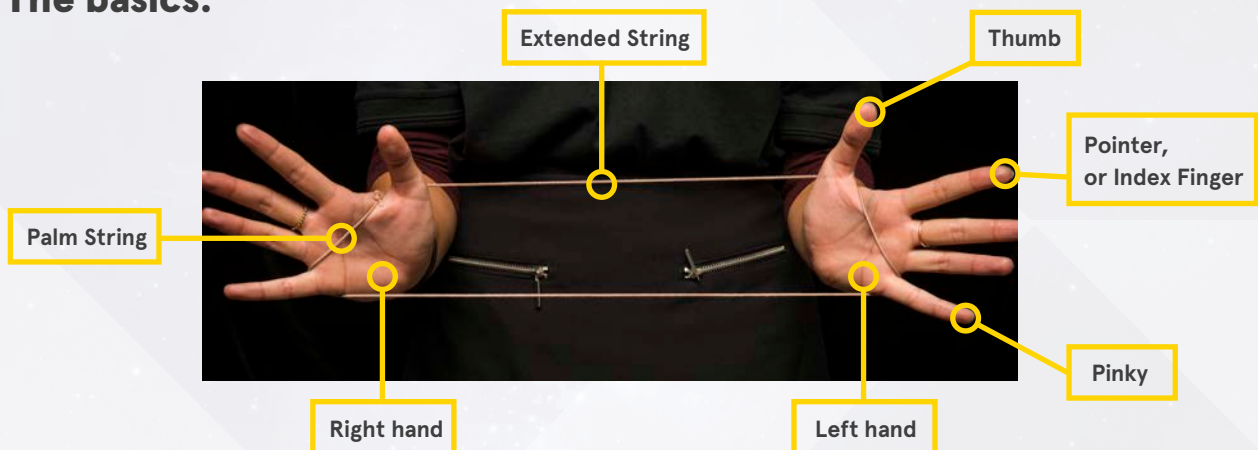 The basics:
Extended String
Thumb
Pointer,
or Index Finger
Palm String
Pinky
Right hand
Left hand